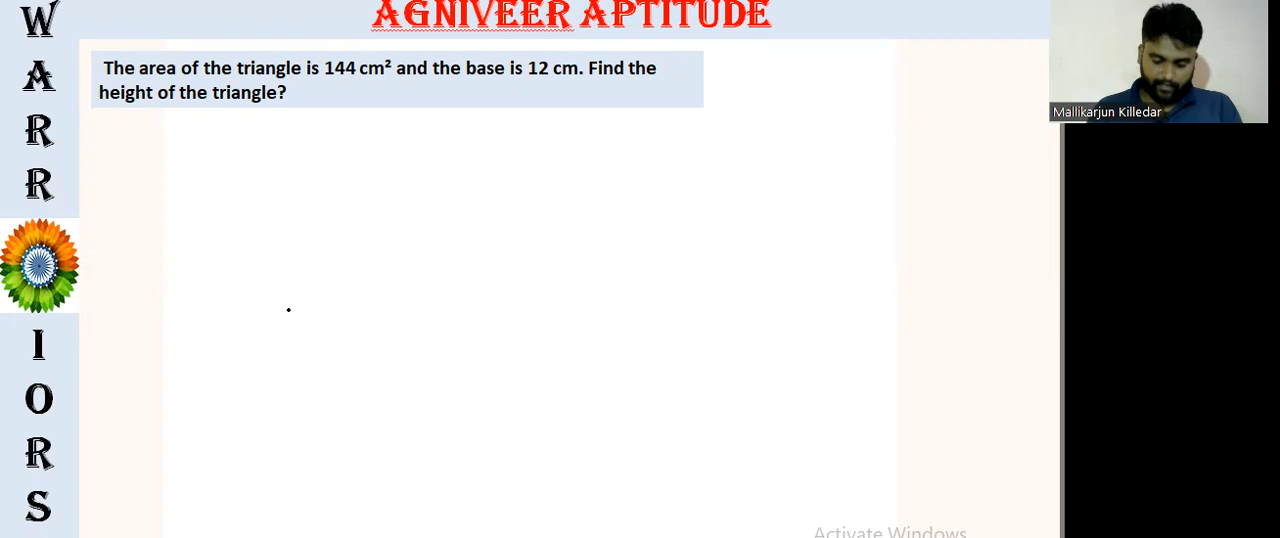 AGNIVEER APTITUDE
W
A
R
R
I
O
R
S
The area of the triangle is 144 cm² and the base is 12 cm. Find the
height of the triangle?
Mallikarjun Killedar
Activate Windows